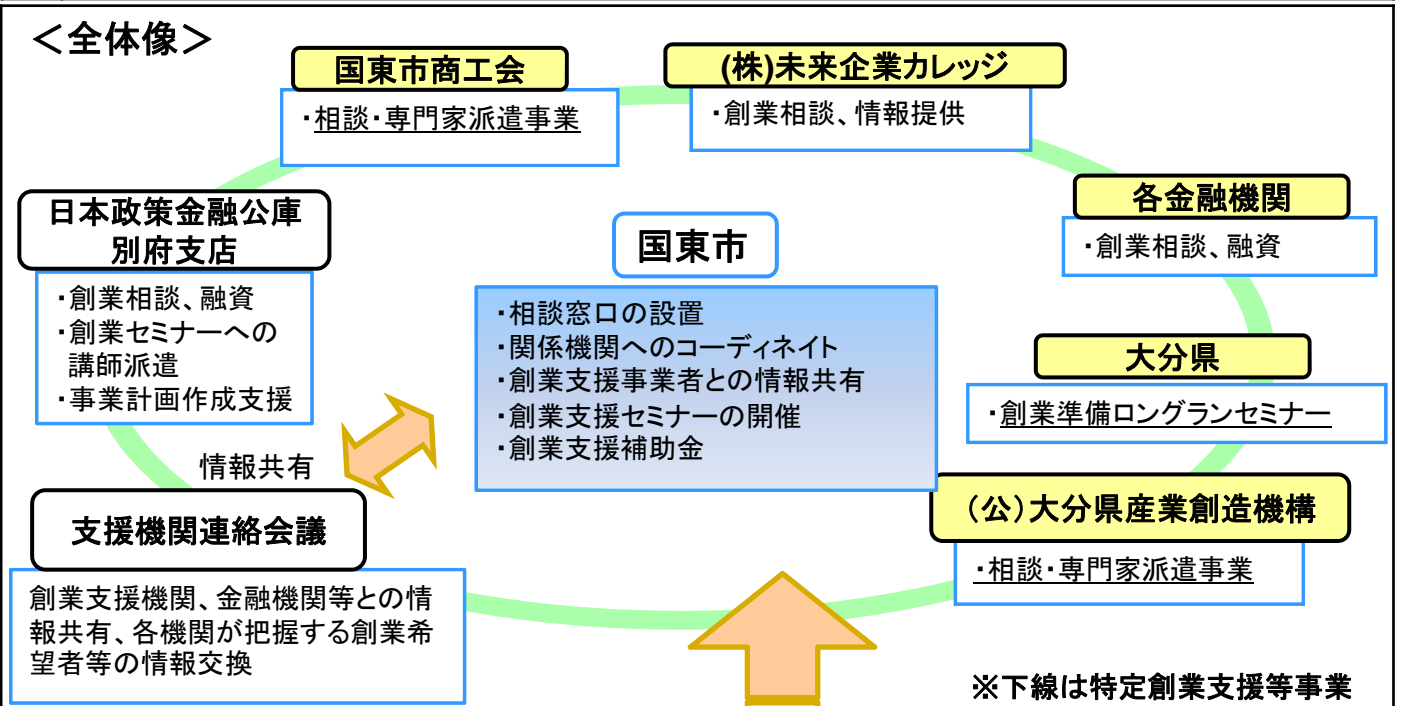 ＜全体像＞
国東市商工会
・相談・専門家派遣事業
(株)未来企業カレッジ
・創業相談、情報提供
各金融機関
・創業相談、融資
日本政策金融公庫
別府支店
・創業相談、融資
・創業セミナーへの
講師派遣
・事業計画作成支援
国東市
・相談窓口の設置
・関係機関へのコーディネイト
・創業支援事業者との情報共有
・創業支援セミナーの開催
・創業支援補助金
大分県
・創業準備ロングランセミナー
情報共有
支援機関連絡会議
創業支援機関、金融機関等との情
報共有、各機関が把握する創業希
望者等の情報交換
（公）大分県産業創造機構
・相談・専門家派遣事業
※下線は特定創業支援等事業